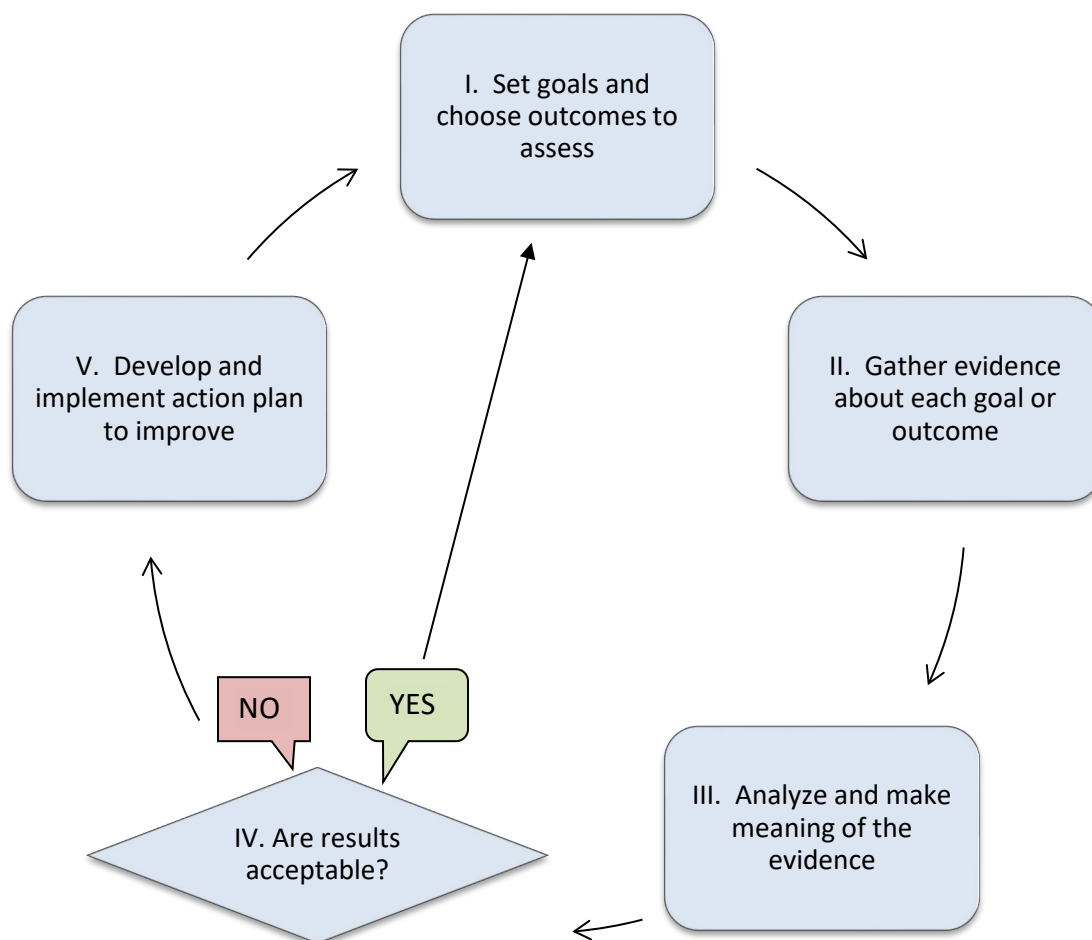 I. Set goals and
choose outcomes to
assess
II. Gather evidence
about each goal or
outcome
III. Analyze and make
meaning of the
evidence
IV. Are results
acceptable?
NO
YES
V. Develop and
implement action plan
to improve